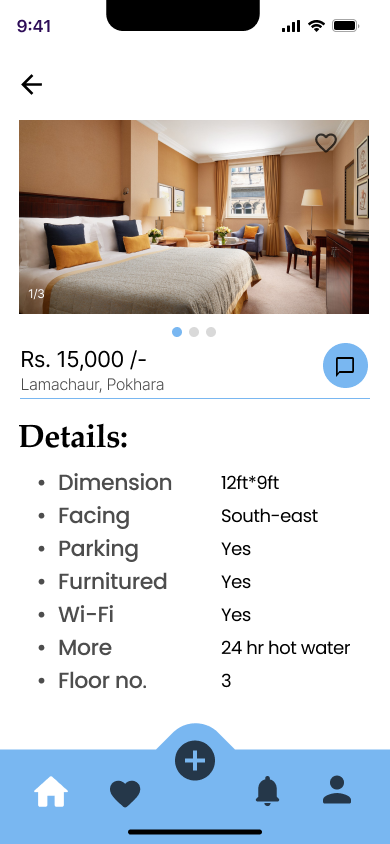 9:41
1/3
Rs. 15,000 /-
Lamachaur, Pokhara
Details:
• Dimension 12ft*9ft
• Facing South-east
• Parking Yes
• Furnitured Yes
• Wi-Fi Yes
• More 24 hr hot water
• Floor no. 3